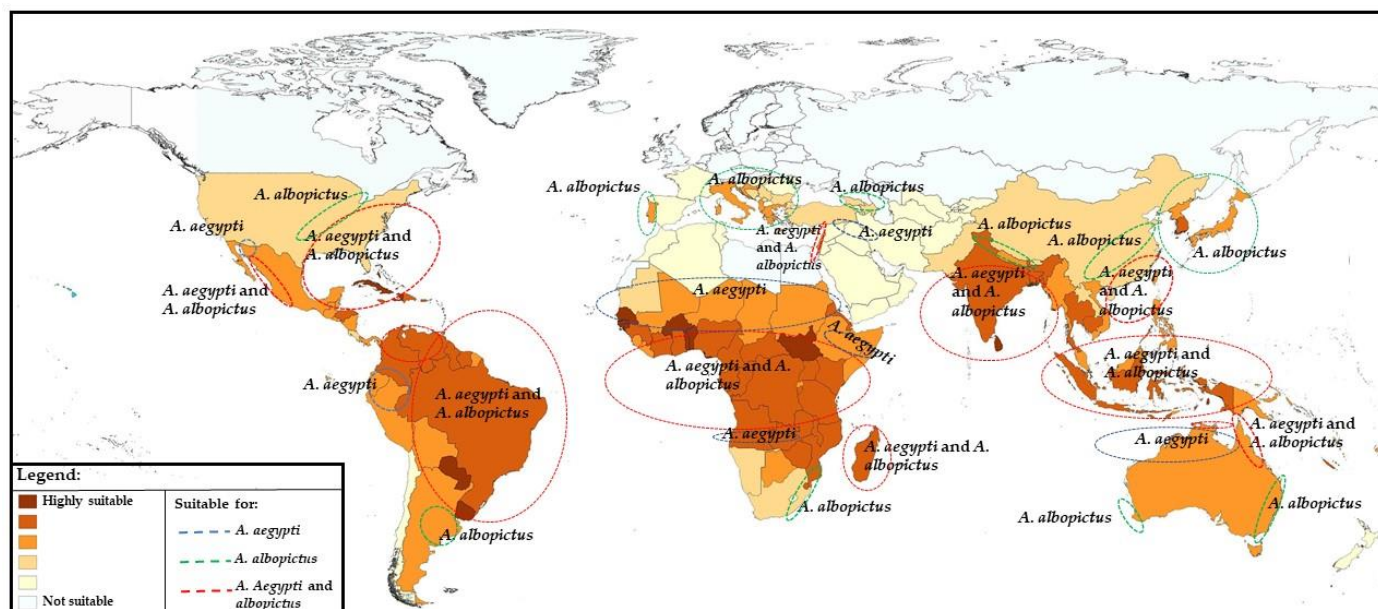 A. albopictus
A. aegypti
A. aegypti and
A. albopictus
A. aegypti and
A. albopictus
A. aegypti
A. aegypti and
A. albopictus
A. albopictus
A. albopictus
A. albopictus
A. albopictus
A. aegypti
and A.
albopictus
A. aegypti
A. aegypti
A. aegypti
A. aegypti and A.
albopictus
A. aegypti
A. aegypti and A.
albopictus
A. albopictus
A. albopictus
A. albopictus
A. albopictus
A. aegypti
and A.
albopictus
A. aegypti
and A.
albopictus
A. aegypti and
A. albopictus
A. aegypti
A. aegypti and
A. albopictus
A. albopictus
A. albopictus
Legend:
Highly suitable
Not suitable
Suitable for:
A. aegypti
A. albopictus
A. Aegypti and
albopictus